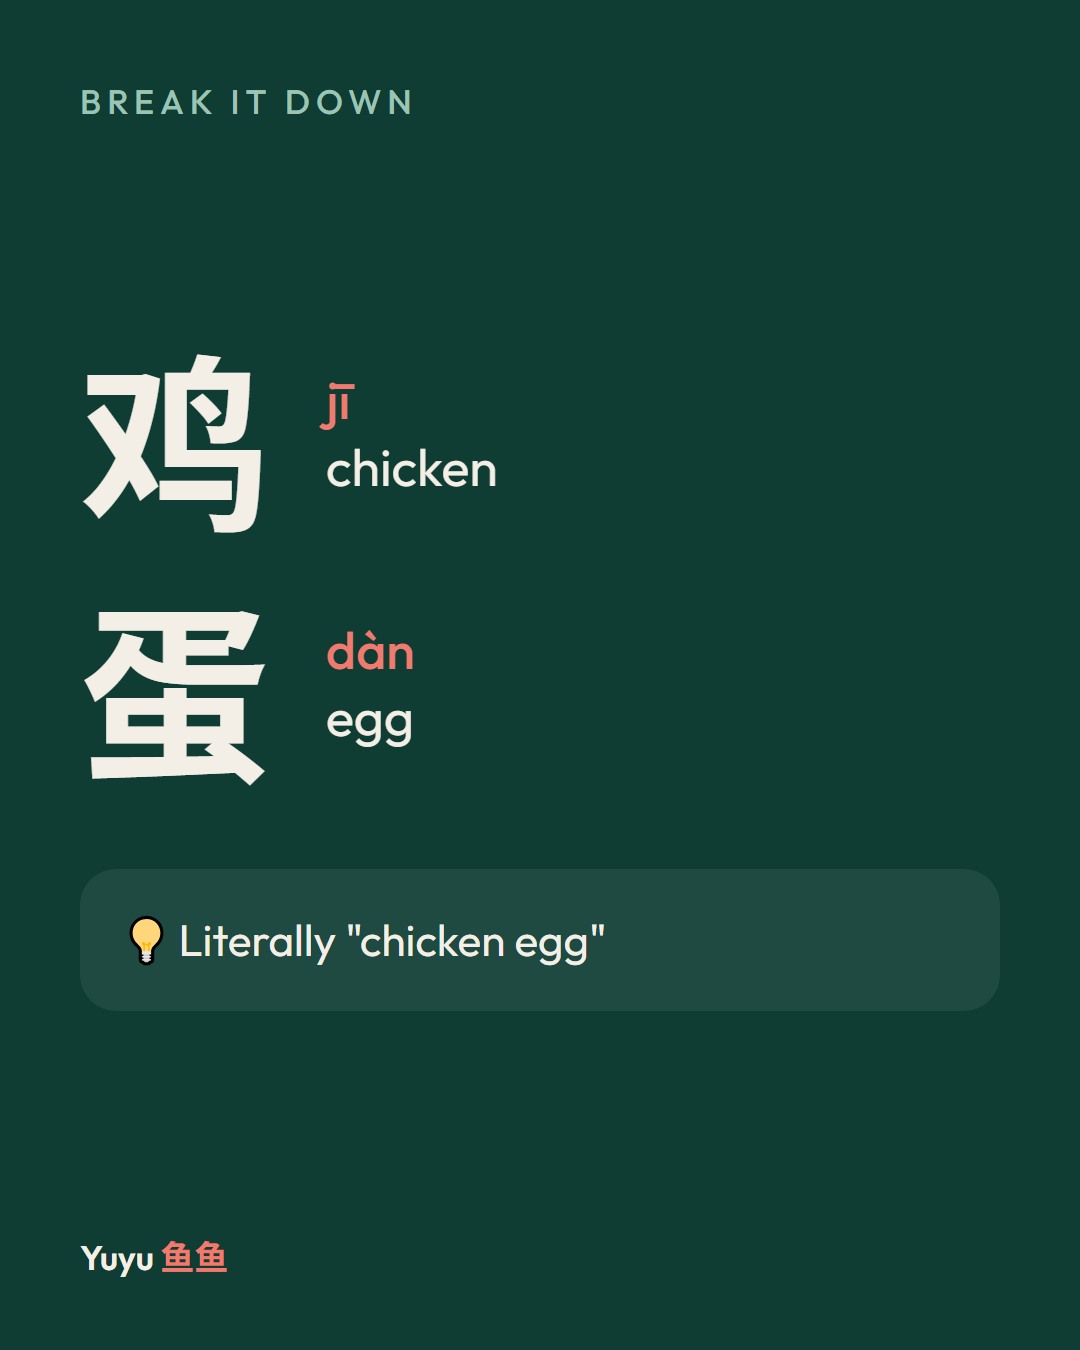 BREAK IT DOWN
鸡
jī
chicken
蛋
dàn
egg
💡 Literally "chicken egg"
Yuyu 鱼鱼